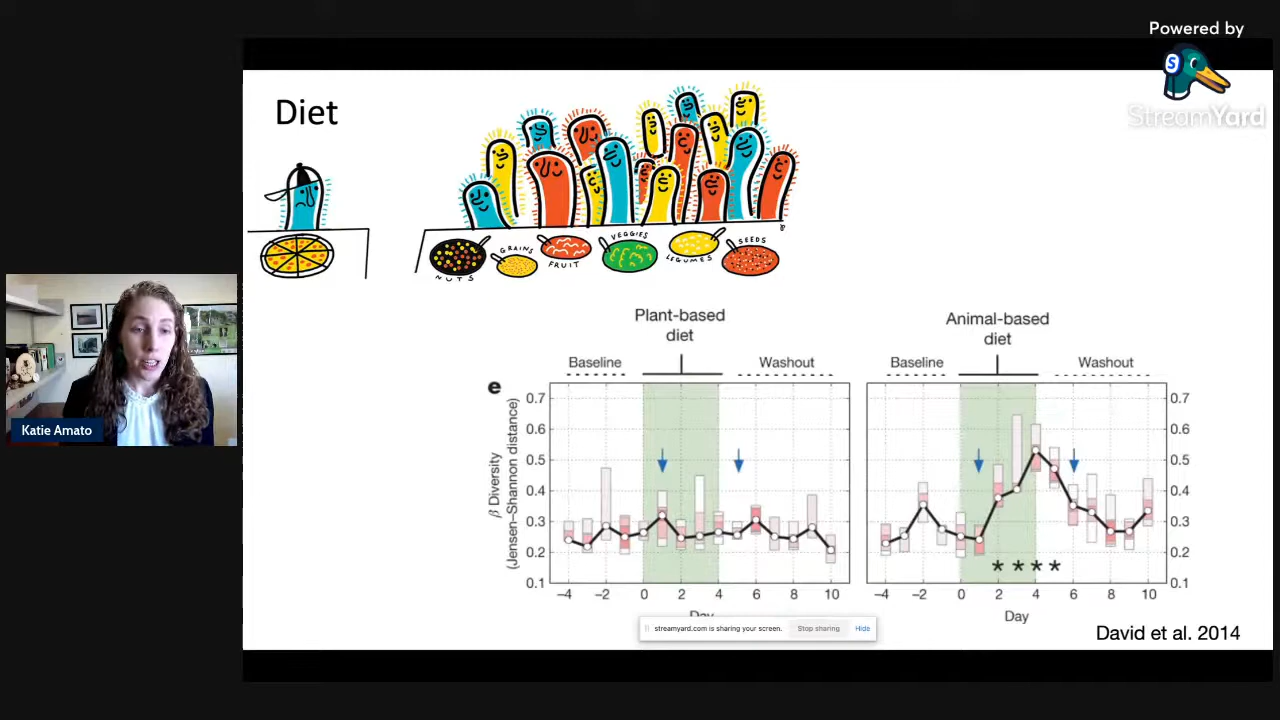 Powered by
S
StreamYard
Diet
NUTS
GRAINS
FRUIT
VEGGIES
LEGUMES
SEEDS
Katie Amato
Plant-based
diet
Animal-based
diet
Baseline
Washout
Baseline
Washout
e
β Diversity
(Jensen–Shannon distance)
0.7
0.6
0.5
0.4
0.3
0.2
0.1
0.7
0.6
0.5
0.4
0.3
0.2
0.1
* * * *
–4 –2 0 2 4 6 8 10
–4 –2 0 2 4 6 8 10
Day
Day
streamyard.com is sharing your screen.
Stop sharing
Hide
David et al. 2014